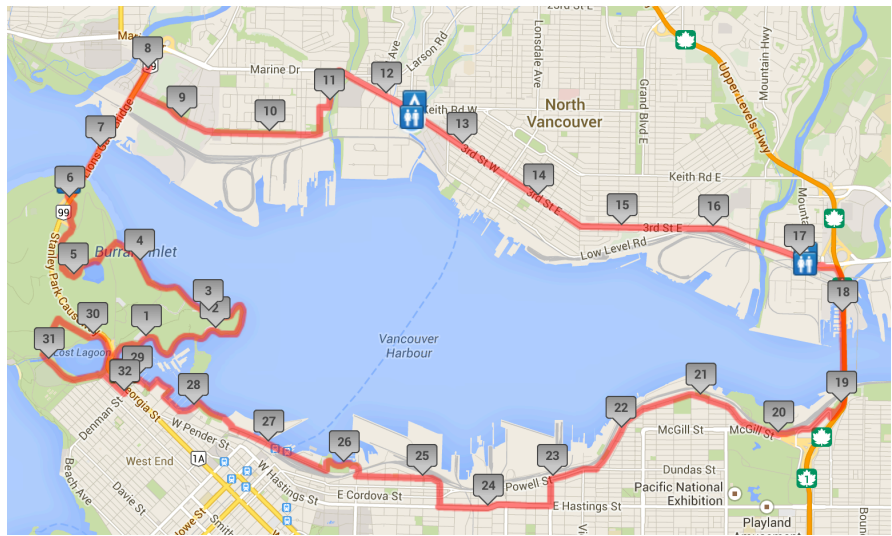 23rd St E
Mountain Hwy
Larson Rd
Lonsdale Ave
8
Marine Dr
11
12
Upper Levels Hwy
9
Keith Rd W
Grand Blvd E
North
Vancouver
10
7
13
3rd St W
6
14
Keith Rd E
99
3rd St E
15
16
3rd St E
Low Level Rd
17
Stanley Park Causeway
5
4
3
2
18
30
1
31
Lost Lagoon
29
32
Vancouver
Harbour
Georgia St
28
21
19
Denman St
22
20
W Pender St
27
McGill St
McGill St
26
West End
1A
25
23
Dundas St
Beach Ave
W Hastings St
24
Powell St
Pacific National
Exhibition
1
E Cordova St
Davie St
E Hastings St
Playland